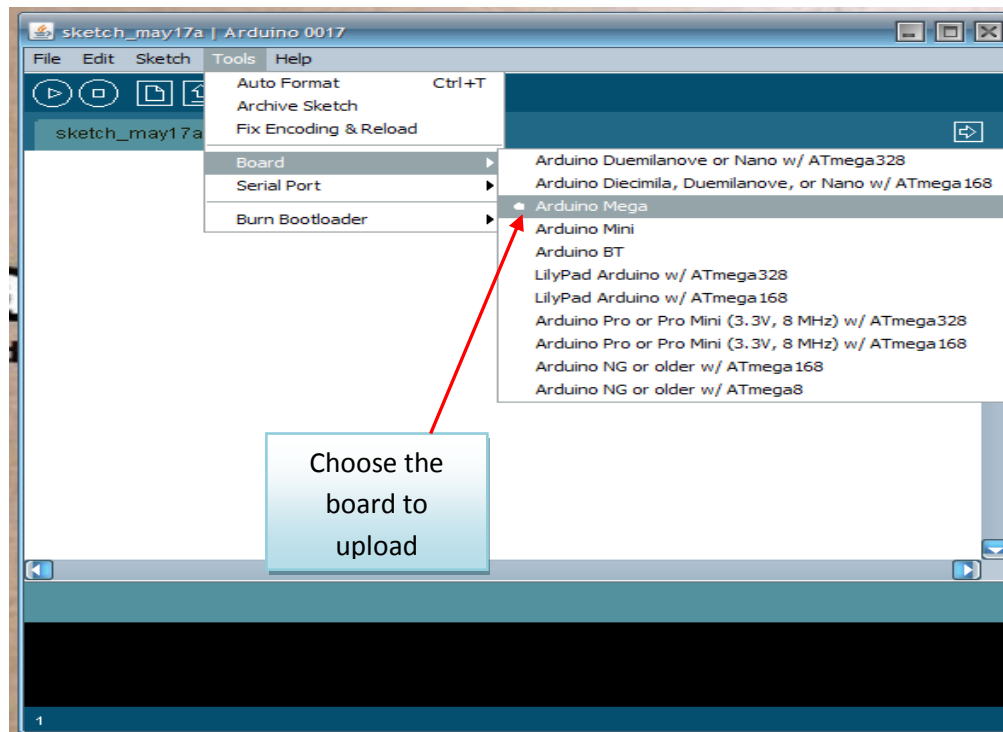 sketch_may17a | Arduino 0017
File Edit Sketch Tools Help
Auto Format Ctrl+T
Archive Sketch
Fix Encoding & Reload
sketch_may17a
Board
Serial Port
Burn Bootloader
Arduino Duemilanove or Nano w/ ATmega328
Arduino Diecimila, Duemilanove, or Nano w/ ATmega168
Arduino Mega
Arduino Mini
Arduino BT
LilyPad Arduino w/ ATmega328
LilyPad Arduino w/ ATmega168
Arduino Pro or Pro Mini (3.3V, 8 MHz) w/ ATmega328
Arduino Pro or Pro Mini (3.3V, 8 MHz) w/ ATmega168
Arduino NG or older w/ ATmega168
Arduino NG or older w/ ATmega8
Choose the
board to
upload
1